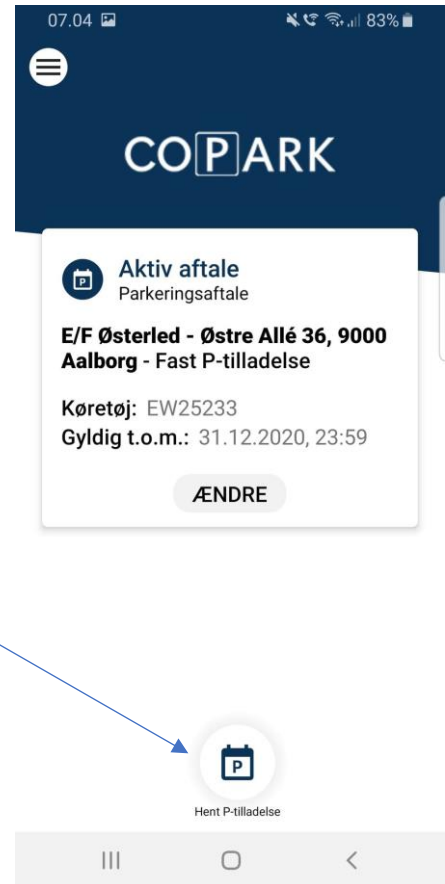 07.04 83%
COPARK
P
Aktiv aftale
Parkeringsaftale
E/F Østerled - Østre Allé 36, 9000
Aalborg - Fast P-tilladelse
Køretøj: EW25233
Gyldig t.o.m.: 31.12.2020, 23:59
ÆNDRE
P
Hent P-tilladelse